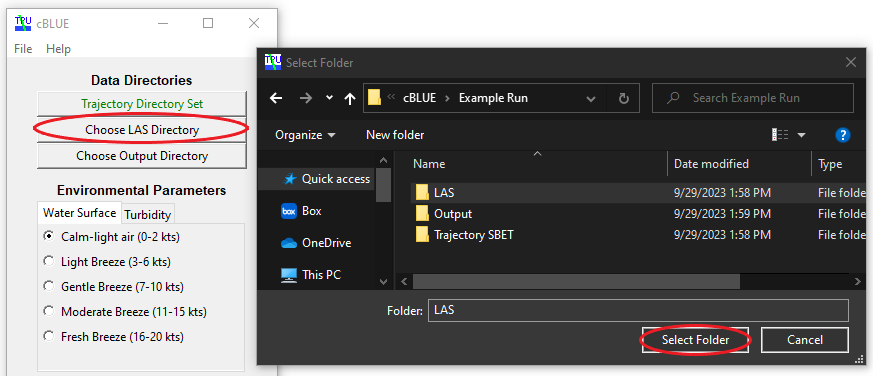 TPU cBLUE
File Help
Data Directories
Trajectory Directory Set
Choose LAS Directory
Choose Output Directory
Environmental Parameters
Water Surface Turbidity
Calm-light air (0-2 kts)
Light Breeze (3-6 kts)
Gentle Breeze (7-10 kts)
Moderate Breeze (11-15 kts)
Fresh Breeze (16-20 kts)
TPU Select Folder
« cBLUE › Example Run
Search Example Run
Organize New folder
?
Name Date modified Type
Quick access
Box
OneDrive
This PC
LAS 9/29/2023 1:58 PM File folde
Output 9/29/2023 1:59 PM File folde
Trajectory SBET 9/29/2023 1:58 PM File folde
Folder: LAS
Select Folder Cancel